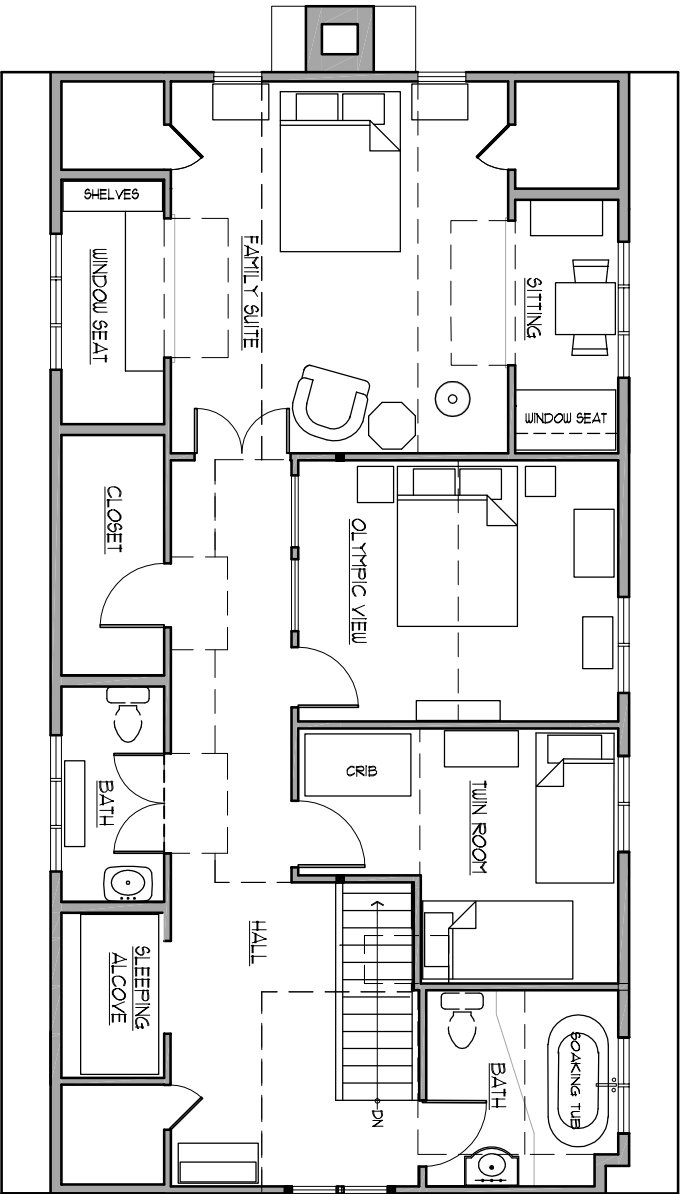 SHELVES
WINDOW SEAT
FAMILY SUITE
SITTING
WINDOW SEAT
CLOSET
OLYMPIC VIEW
CRIB
TWIN ROOM
BATH
HALL
SLEEPING
ALCOVE
DN
BATH
SOAKING TUB